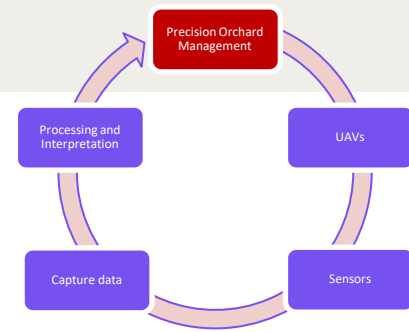 Precision Orchard
Management
UAVs
Sensors
Capture data
Processing and
Interpretation